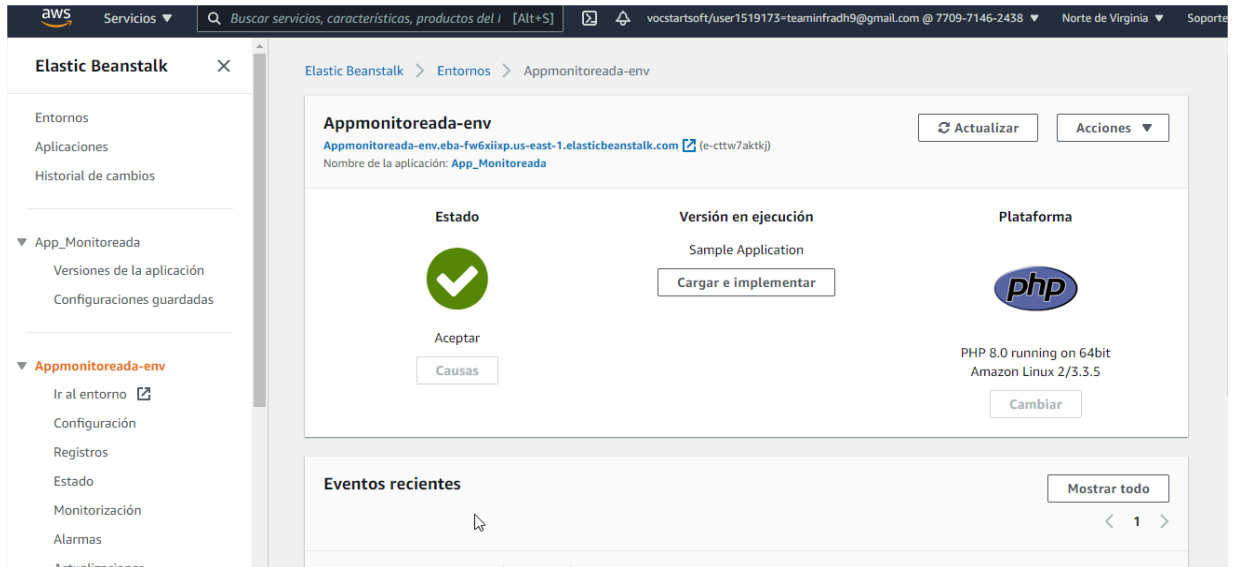 aws
Servicios ▼
Buscar servicios, características, productos del l [Alt+S]
vocstartsoft/user1519173=teaminfradh9@gmail.com @ 7709-7146-2438 ▼
Norte de Virginia ▼
Soporte
Elastic Beanstalk
Entornos
Aplicaciones
Historial de cambios
App_Monitoreada
Versiones de la aplicación
Configuraciones guardadas
Appmonitoreada-env
Ir al entorno
Configuración
Registros
Estado
Monitorización
Alarmas
Actualizaciones
Elastic Beanstalk > Entornos > Appmonitoreada-env
Appmonitoreada-env
Appmonitoreada-env.eba-fw6xiixp.us-east-1.elasticbeanstalk.com (e-cttw7aktkj)
Nombre de la aplicación: App_Monitoreada
Actualizar
Acciones ▼
Estado
Aceptar
Causas
Versión en ejecución
Sample Application
Cargar e implementar
Plataforma
php
PHP 8.0 running on 64bit
Amazon Linux 2/3.3.5
Cambiar
Eventos recientes
Mostrar todo
< 1 >